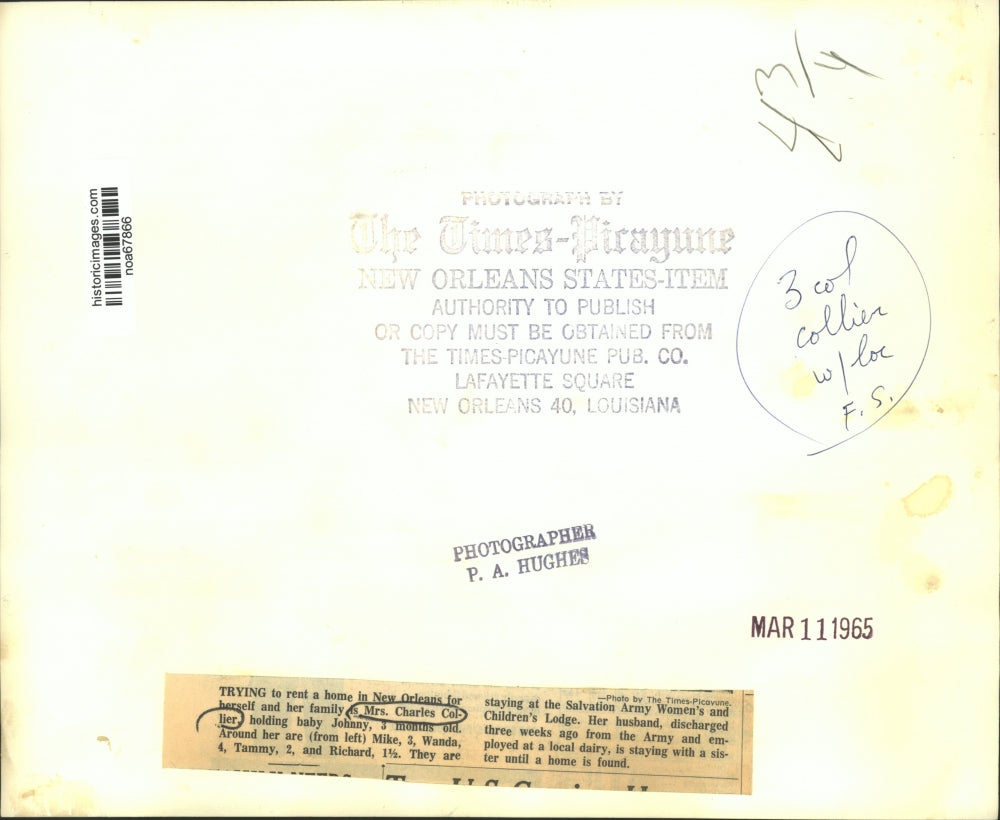 4 3/4
historicimages.com
noa67866
PHOTOGRAPH BY
The Times-Picayune
NEW ORLEANS STATES-ITEM
AUTHORITY TO PUBLISH
OR COPY MUST BE OBTAINED FROM
THE TIMES-PICAYUNE PUB. CO.
LAFAYETTE SQUARE
NEW ORLEANS 40, LOUISIANA
3 col
collier
w/ loc
F. S.
PHOTOGRAPHER
P. A. HUGHES
MAR 11 1965
TRYING to rent a home in New Orleans for
herself and her family is Mrs. Charles Col-
lier, holding baby Johnny, 3 months old.
Around her are (from left) Mike, 3, Wanda,
4, Tammy, 2, and Richard, 1½. They are
—Photo by The Times-Picayune.
staying at the Salvation Army Women's and
Children's Lodge. Her husband, discharged
three weeks ago from the Army and em-
ployed at a local dairy, is staying with a sis-
ter until a home is found.